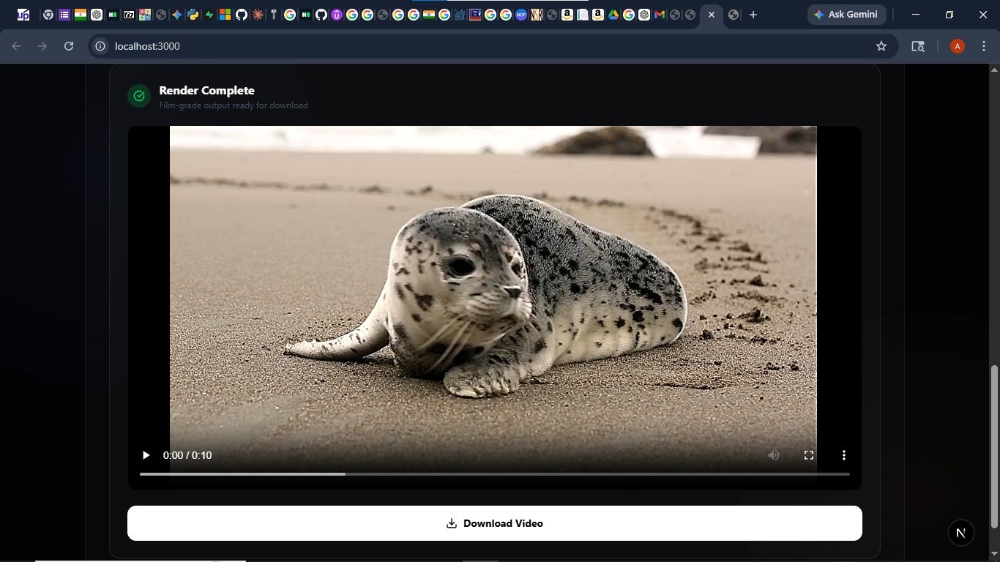 Ask Gemini
localhost:3000
A
Render Complete
Film-grade output ready for download
0:00 / 0:10
Download Video
N